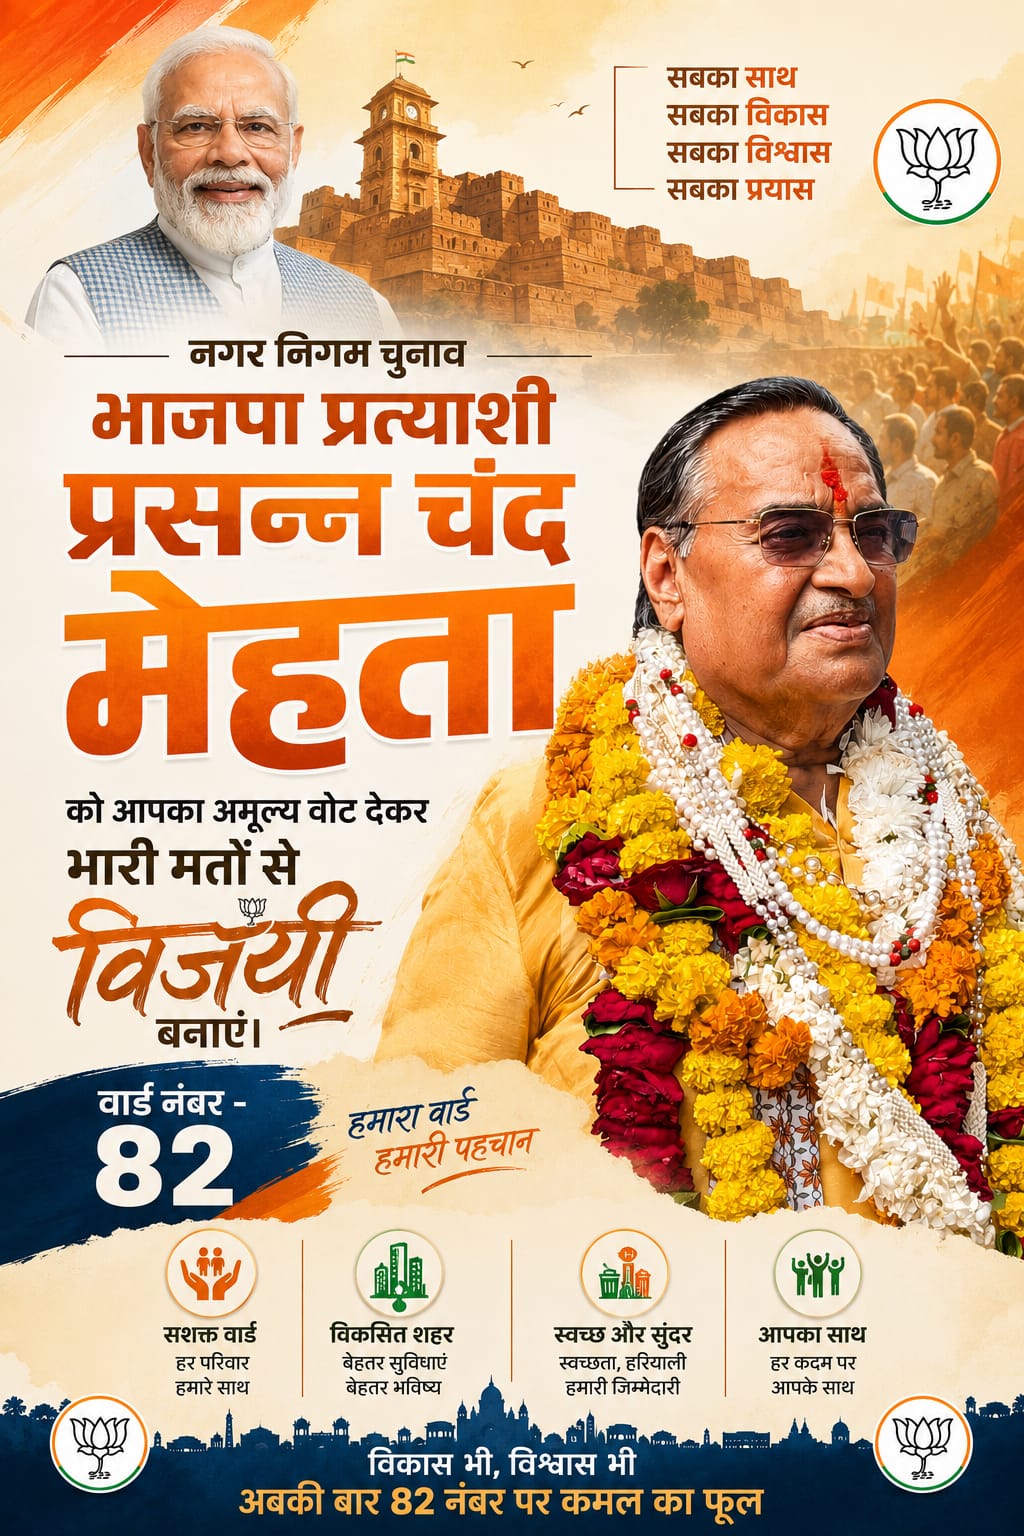 सबका साथ
सबका विकास
सबका विश्वास
सबका प्रयास
नगर निगम चुनाव
भाजपा प्रत्याशी
प्रसन्न चंद
मेहता
को आपका अमूल्य वोट देकर
भारी मतों से
विजयी
बनाएं।
वार्ड नंबर -
82
हमारा वार्ड
हमारी पहचान
सशक्त वार्ड
हर परिवार
हमारे साथ
विकसित शहर
बेहतर सुविधाएं
बेहतर भविष्य
स्वच्छ और सुंदर
स्वच्छता, हरियाली
हमारी जिम्मेदारी
आपका साथ
हर कदम पर
आपके साथ
विकास भी, विश्वास भी
अबकी बार 82 नंबर पर कमल का फूल